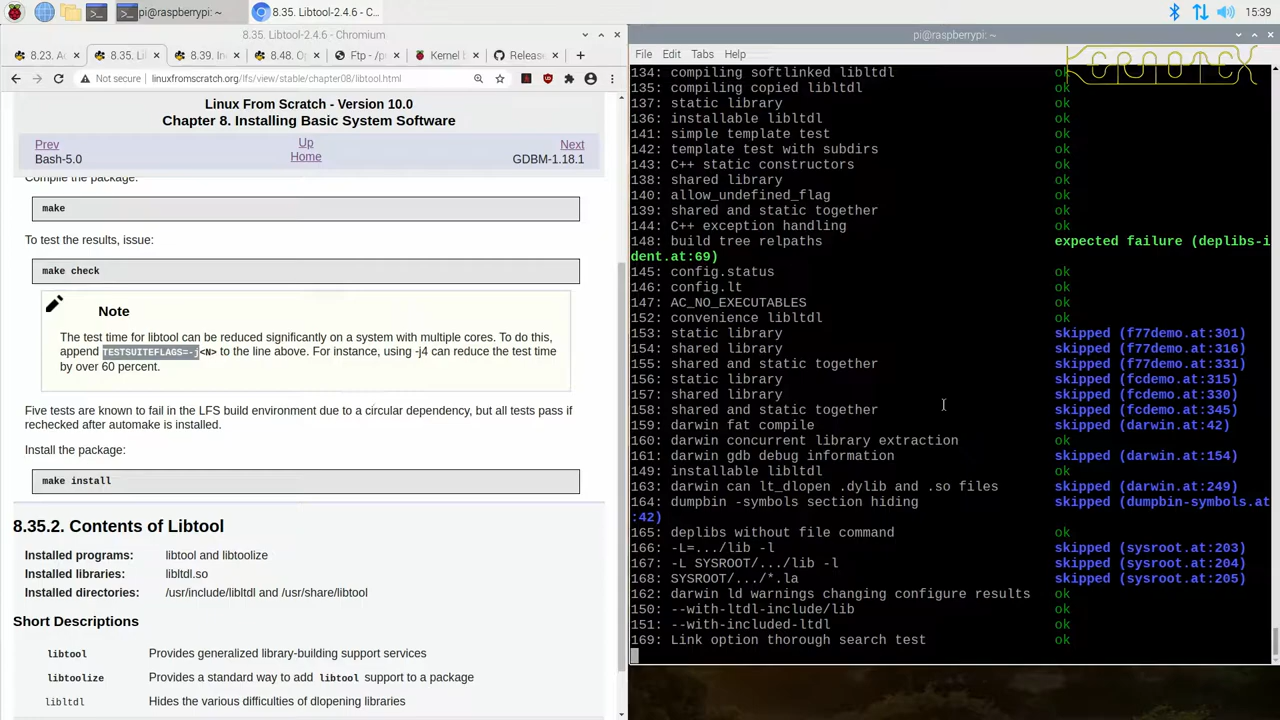 pi@raspberrypi: ~
8.35. Libtool-2.4.6 - C...
15:39
8.35. Libtool-2.4.6 - Chromium
8.23. Ac
8.35. Lib
8.39. In
8.48. Op
Ftp - /p
Kernel b
Release
Not secure | linuxfromscratch.org/lfs/view/stable/chapter08/libtool.html
Linux From Scratch - Version 10.0
Chapter 8. Installing Basic System Software
Prev
Up
Next
Bash-5.0
Home
GDBM-1.18.1
Compile the package:
make
To test the results, issue:
make check
Note
The test time for libtool can be reduced significantly on a system with multiple cores. To do this,
append TESTSUITEFLAGS=-j<N> to the line above. For instance, using -j4 can reduce the test time
by over 60 percent.
Five tests are known to fail in the LFS build environment due to a circular dependency, but all tests pass if
rechecked after automake is installed.
Install the package:
make install
8.35.2. Contents of Libtool
Installed programs: libtool and libtoolize
Installed libraries: libltdl.so
Installed directories: /usr/include/libltdl and /usr/share/libtool
Short Descriptions
libtool Provides generalized library-building support services
libtoolize Provides a standard way to add libtool support to a package
libltdl Hides the various difficulties of dlopening libraries
pi@raspberrypi: ~
File Edit Tabs Help
134: compiling softlinked libltdl ok
135: compiling copied libltdl ok
137: static library ok
136: installable libltdl ok
141: simple template test ok
142: template test with subdirs ok
143: C++ static constructors ok
138: shared library ok
140: allow_undefined_flag ok
139: shared and static together ok
144: C++ exception handling ok
148: build tree relpaths expected failure (deplibs-i
dent.at:69)
145: config.status ok
146: config.lt ok
147: AC_NO_EXECUTABLES ok
152: convenience libltdl ok
153: static library skipped (f77demo.at:301)
154: shared library skipped (f77demo.at:316)
155: shared and static together skipped (f77demo.at:331)
156: static library skipped (fcdemo.at:315)
157: shared library skipped (fcdemo.at:330)
158: shared and static together skipped (fcdemo.at:345)
159: darwin fat compile skipped (darwin.at:42)
160: darwin concurrent library extraction ok
161: darwin gdb debug information skipped (darwin.at:154)
149: installable libltdl ok
163: darwin can lt_dlopen .dylib and .so files skipped (darwin.at:249)
164: dumpbin -symbols section hiding skipped (dumpbin-symbols.at
:42)
165: deplibs without file command ok
166: -L=.../lib -l skipped (sysroot.at:203)
167: -L SYSROOT/.../lib -l skipped (sysroot.at:204)
168: SYSROOT/.../*.la skipped (sysroot.at:205)
162: darwin ld warnings changing configure results ok
150: --with-ltdl-include/lib ok
151: --with-included-ltdl ok
169: Link option thorough search test ok